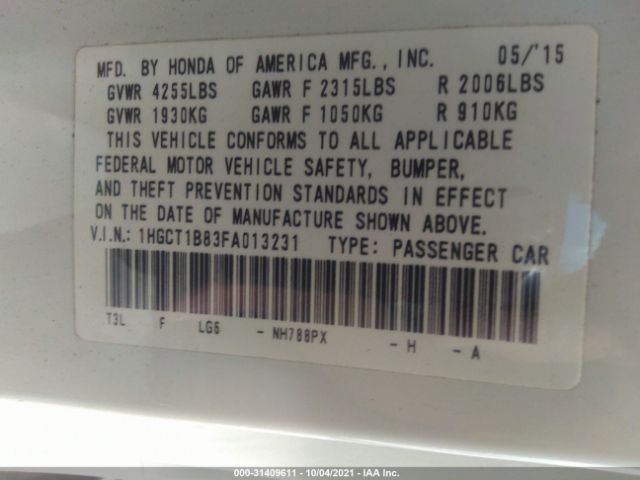 MFD. BY HONDA OF AMERICA MFG., INC. 05/'15
GVWR 4255LBS GAWR F 2315LBS R 2006LBS
GVWR 1930KG GAWR F 1050KG R 910KG
THIS VEHICLE CONFORMS TO ALL APPLICABLE
FEDERAL MOTOR VEHICLE SAFETY, BUMPER,
AND THEFT PREVENTION STANDARDS IN EFFECT
ON THE DATE OF MANUFACTURE SHOWN ABOVE.
V.I.N.: 1HGCT1B83FA013231 TYPE: PASSENGER CAR
T3L F LG6 - NH788PX - H - A
000-31409611 - 10/04/2021 - IAA Inc.